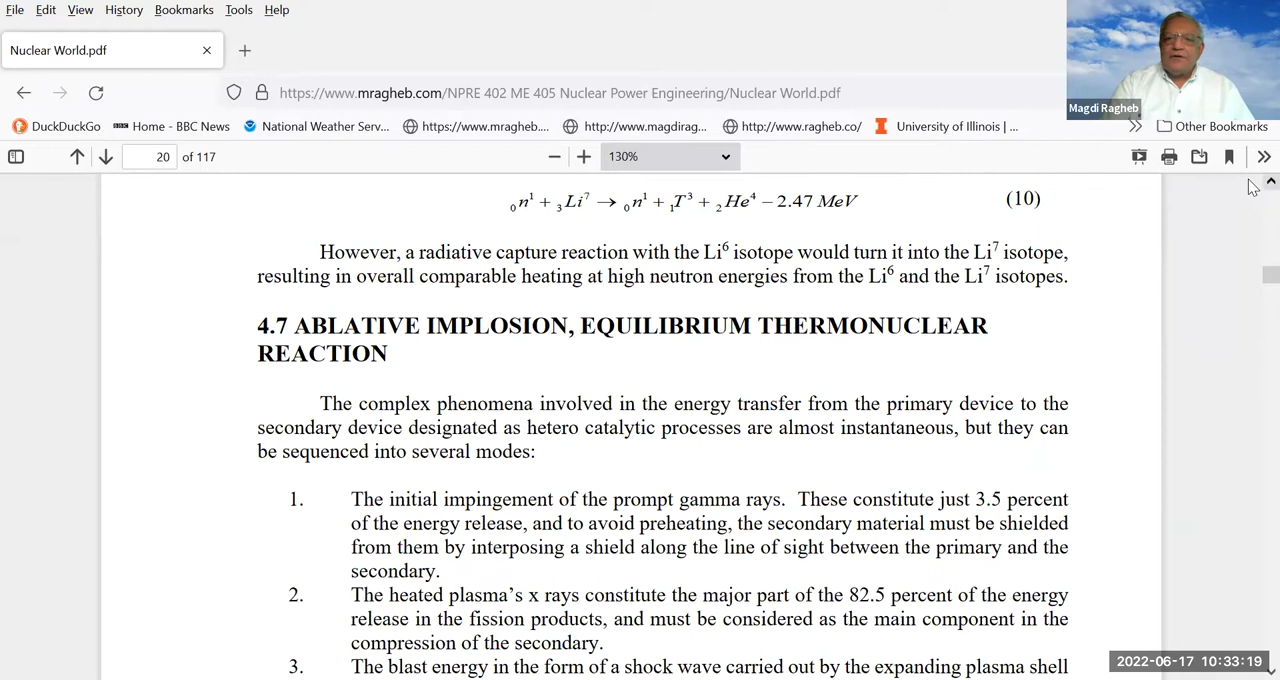 File Edit View History Bookmarks Tools Help
Nuclear World.pdf
https://www.mragheb.com/NPRE 402 ME 405 Nuclear Power Engineering/Nuclear World.pdf
Magdi Ragheb
DuckDuckGo BBC Home - BBC News National Weather Serv... https://www.mragheb.... http://www.magdirag... http://www.ragheb.co/ I University of Illinois | ... Other Bookmarks
20 of 117 130%
₀n¹ + ₃Li⁷ → ₀n¹ + ₁T³ + ₂He⁴ − 2.47 MeV (10)
However, a radiative capture reaction with the Li⁶ isotope would turn it into the Li⁷ isotope,
resulting in overall comparable heating at high neutron energies from the Li⁶ and the Li⁷ isotopes.
4.7 ABLATIVE IMPLOSION, EQUILIBRIUM THERMONUCLEAR
REACTION
The complex phenomena involved in the energy transfer from the primary device to the
secondary device designated as hetero catalytic processes are almost instantaneous, but they can
be sequenced into several modes:
1. The initial impingement of the prompt gamma rays. These constitute just 3.5 percent
of the energy release, and to avoid preheating, the secondary material must be shielded
from them by interposing a shield along the line of sight between the primary and the
secondary.
2. The heated plasma's x rays constitute the major part of the 82.5 percent of the energy
release in the fission products, and must be considered as the main component in the
compression of the secondary.
3. The blast energy in the form of a shock wave carried out by the expanding plasma shell
2022-06-17 10:33:19